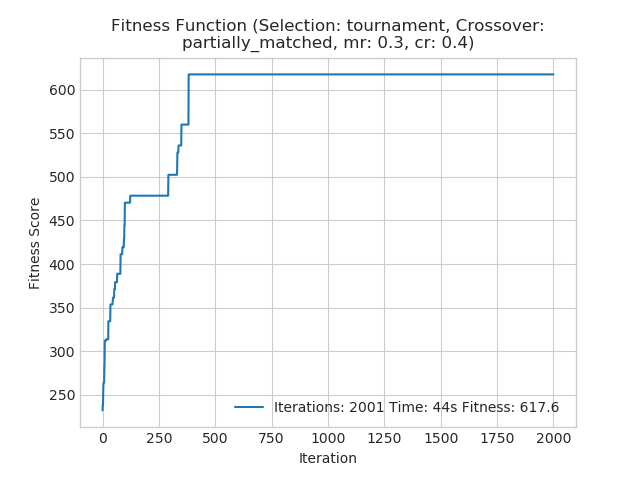 Fitness Function (Selection: tournament, Crossover:
partially_matched, mr: 0.3, cr: 0.4)
Fitness Score
600
550
500
450
400
350
300
250
Iterations: 2001 Time: 44s Fitness: 617.6
0 250 500 750 1000 1250 1500 1750 2000
Iteration